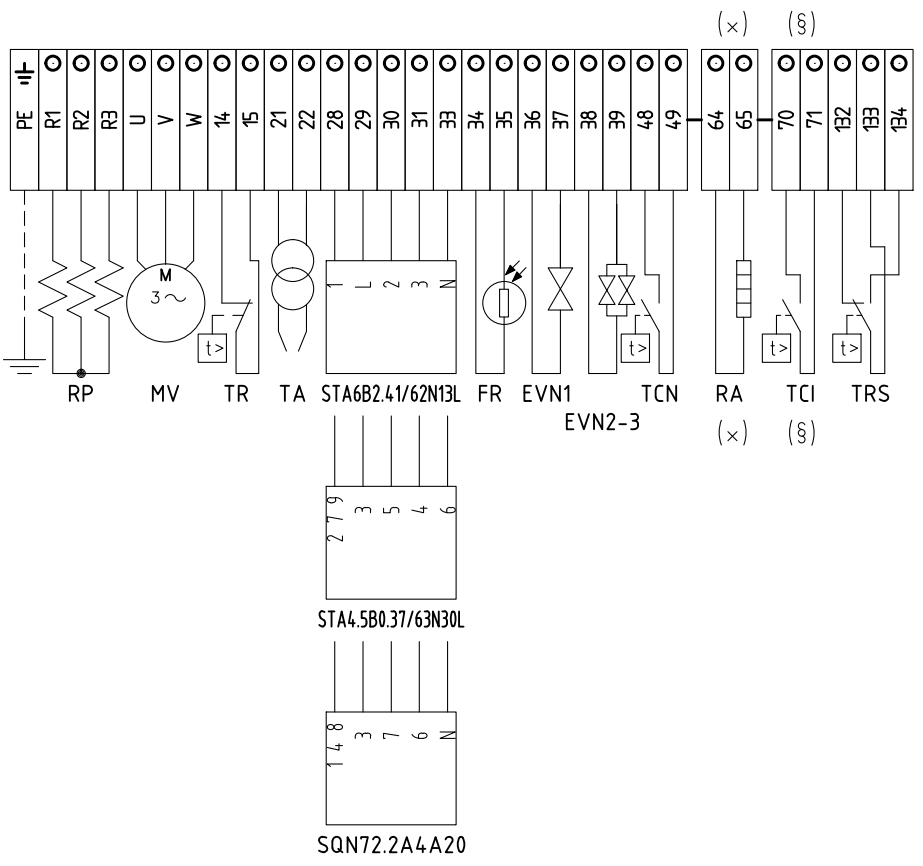 (×) (§)
PE R1 R2 R3 U V W 14 15 21 22 28 29 30 31 33 34 35 36 37 38 39 48 49 64 65 70 71 132 133 134
M
3~
1 L 2 3 N
t> t> t> t>
RP MV TR TA STA6B2.41/62N13L FR EVN1 TCN RA TCI TRS
EVN2-3
(×) (§)
2 7 9 3 5 4 6
STA4.5B0.37/63N30L
1 4 8 3 7 6 N
SQN72.2A4A20